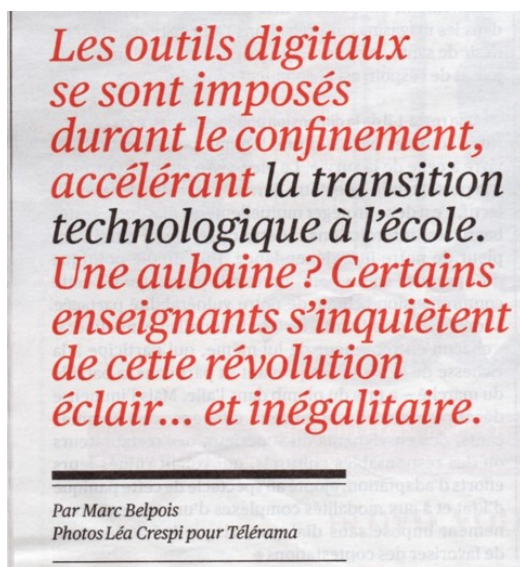 Les outils digitaux
se sont imposés
durant le confinement,
accélérant la transition
technologique à l'école.
Une aubaine ? Certains
enseignants s'inquiètent
de cette révolution
éclair... et inégalitaire.
Par Marc Belpois
Photos Léa Crespi pour Télérama